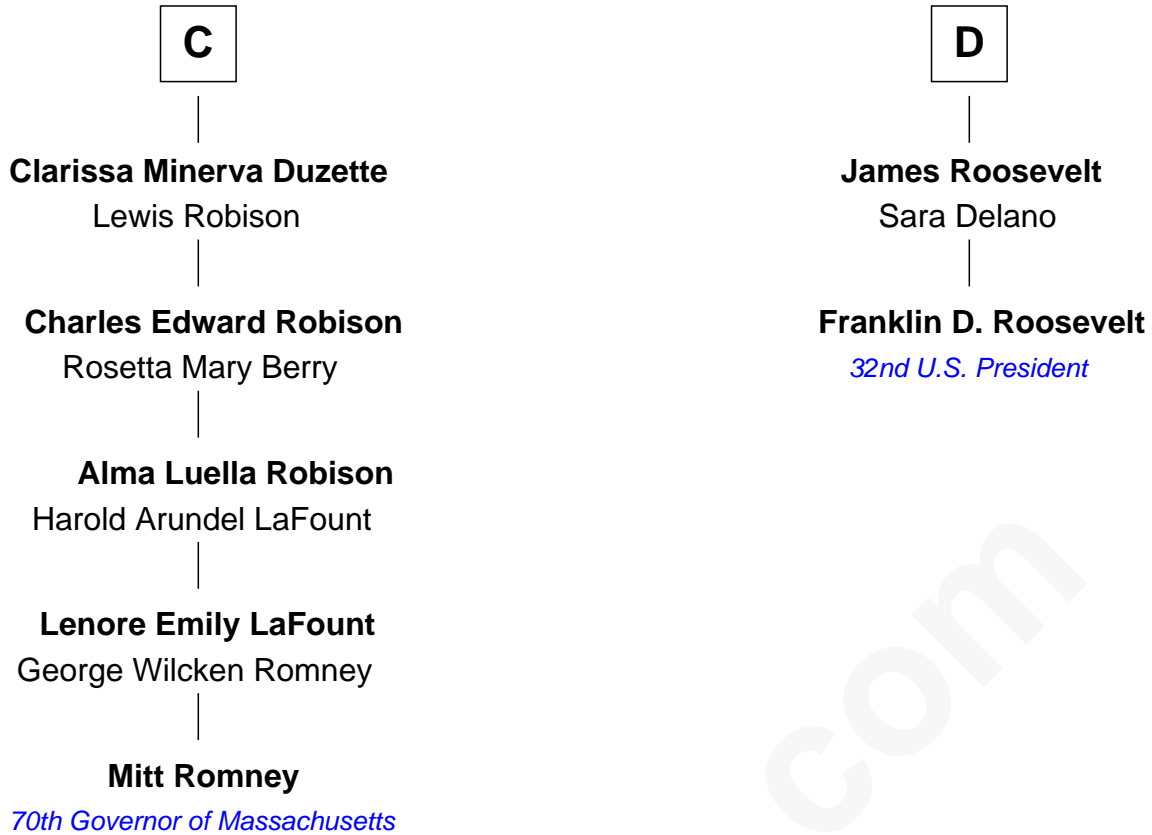 C
Clarissa Minerva Duzette
Lewis Robison
Charles Edward Robison
Rosetta Mary Berry
Alma Luella Robison
Harold Arundel LaFount
Lenore Emily LaFount
George Wilcken Romney
Mitt Romney
70th Governor of Massachusetts
D
James Roosevelt
Sara Delano
Franklin D. Roosevelt
32nd U.S. President
com